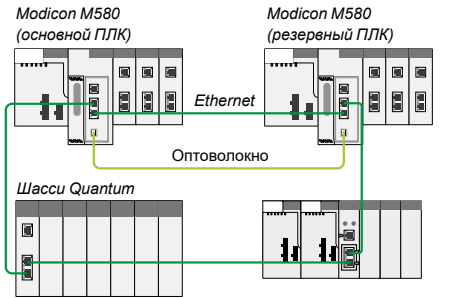 Modicon M580
(основной ПЛК)
Modicon M580
(резервный ПЛК)
Ethernet
Оптоволокно
Шасси Quantum